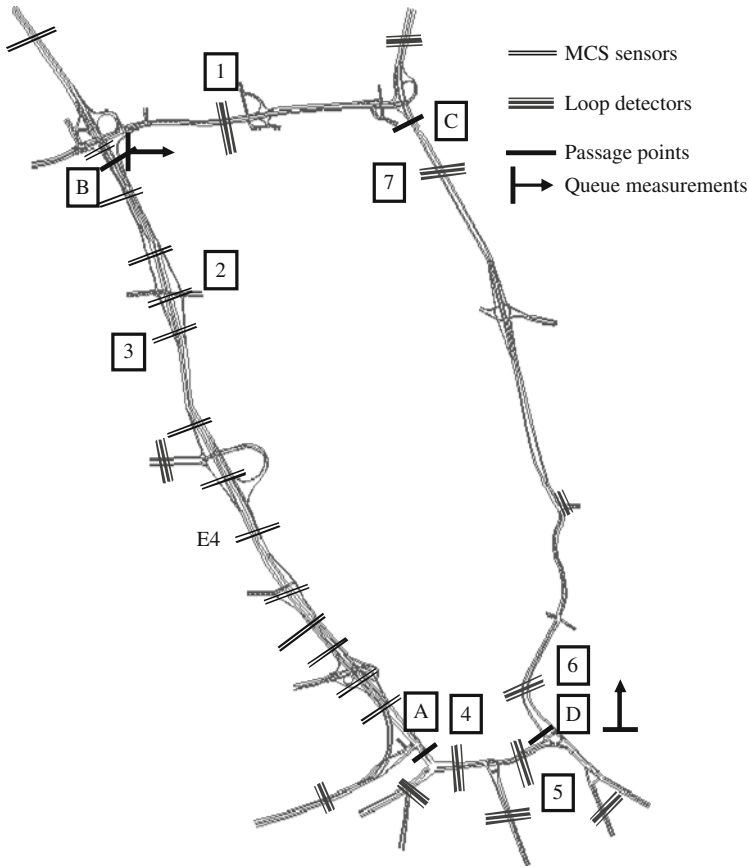 1
MCS sensors
Loop detectors
C
Passage points
B
7
Queue measurements
2
3
E4
6
A
4
D
5